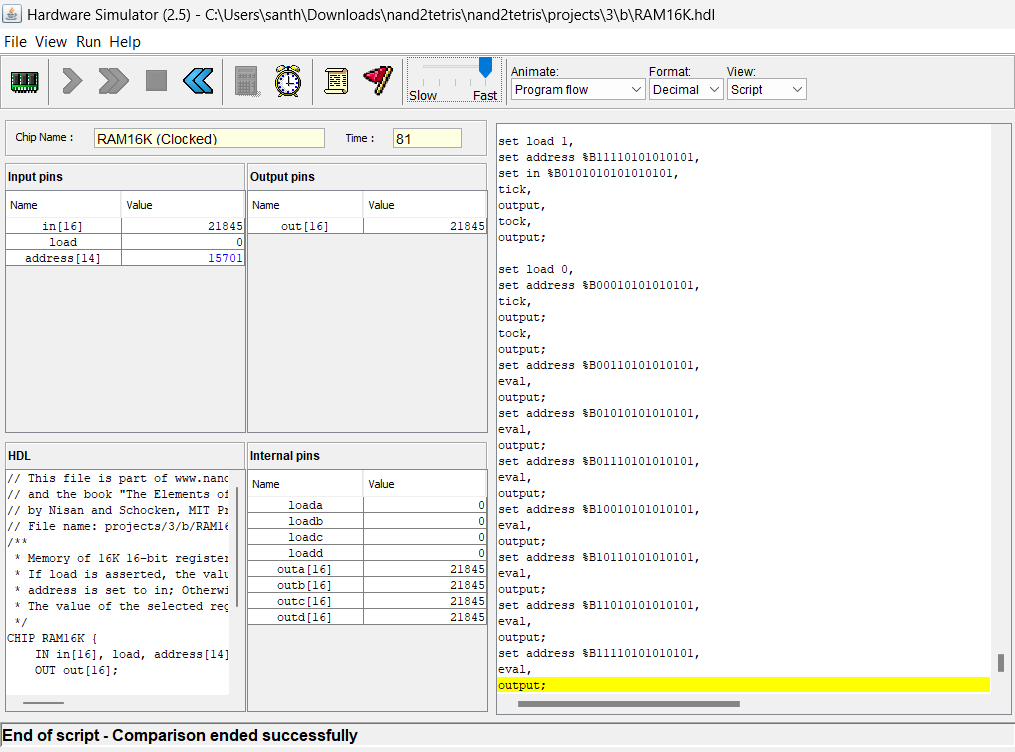 Hardware Simulator (2.5) - C:\Users\santh\Downloads\nand2tetris\nand2tetris\projects\3\b\RAM16K.hdl
File View Run Help
Slow Fast
Animate: Format: View:
Program flow Decimal Script
Chip Name : RAM16K (Clocked) Time : 81
Input pins
Name Value
in[16] 21845
load 0
address[14] 15701
Output pins
Name Value
out[16] 21845
HDL
// This file is part of www.nand
// and the book "The Elements of
// by Nisan and Schocken, MIT Pr
// File name: projects/3/b/RAM16
/**
* Memory of 16K 16-bit register
* If load is asserted, the valu
* address is set to in; Otherwi
* The value of the selected reg
*/
CHIP RAM16K {
IN in[16], load, address[14]
OUT out[16];
Internal pins
Name Value
loada 0
loadb 0
loadc 0
loadd 0
outa[16] 21845
outb[16] 21845
outc[16] 21845
outd[16] 21845
set load 1,
set address %B11110101010101,
set in %B0101010101010101,
tick,
output,
tock,
output;
set load 0,
set address %B00010101010101,
tick,
output;
tock,
output;
set address %B00110101010101,
eval,
output;
set address %B01010101010101,
eval,
output;
set address %B01110101010101,
eval,
output;
set address %B10010101010101,
eval,
output;
set address %B10110101010101,
eval,
output;
set address %B11010101010101,
eval,
output;
set address %B11110101010101,
eval,
output;
End of script - Comparison ended successfully